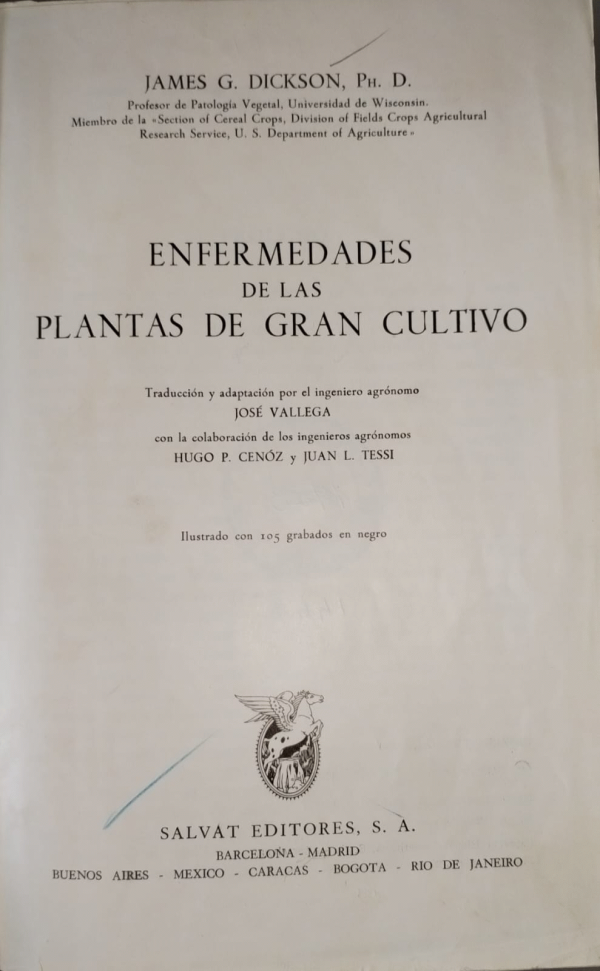 JAMES G. DICKSON, PH. D.
Profesor de Patología Vegetal, Universidad de Wisconsin.
Miembro de la «Section of Cereal Crops, Division of Fields Crops Agricultural
Research Service, U. S. Department of Agriculture»
ENFERMEDADES
DE LAS
PLANTAS DE GRAN CULTIVO
Traducción y adaptación por el ingeniero agrónomo
JOSÉ VALLEGA
con la colaboración de los ingenieros agrónomos
HUGO P. CENÓZ y JUAN L. TESSI
Ilustrado con 105 grabados en negro
SALVAT EDITORES, S. A.
BARCELONA - MADRID
BUENOS AIRES - MEXICO - CARACAS - BOGOTA - RIO DE JANEIRO